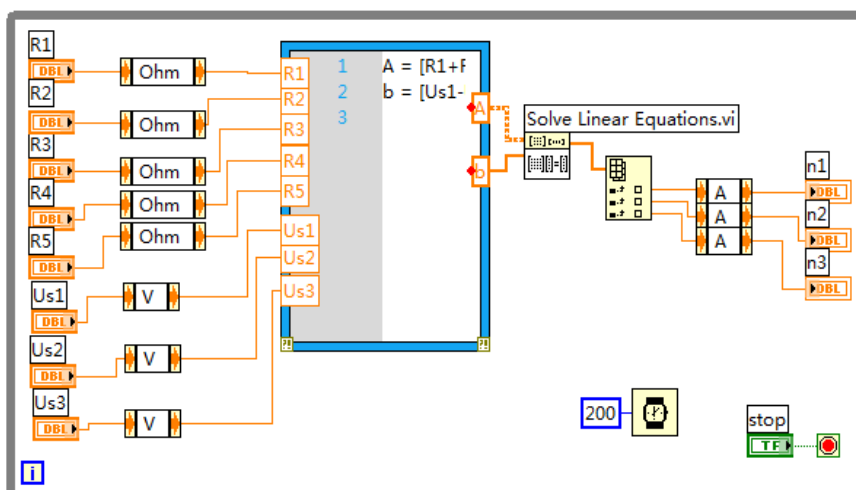 R1
DBL
Ohm
R2
DBL
Ohm
R3
DBL
Ohm
R4
DBL
Ohm
R5
DBL
Ohm
Us1
DBL
V
Us2
DBL
V
Us3
DBL
V
R1
R2
R3
R4
R5
Us1
Us2
Us3
1 A = [R1+F
2 b = [Us1-
3
A
b
Solve Linear Equations.vi
A
A
A
n1
DBL
n2
DBL
n3
DBL
200
stop
TF
i